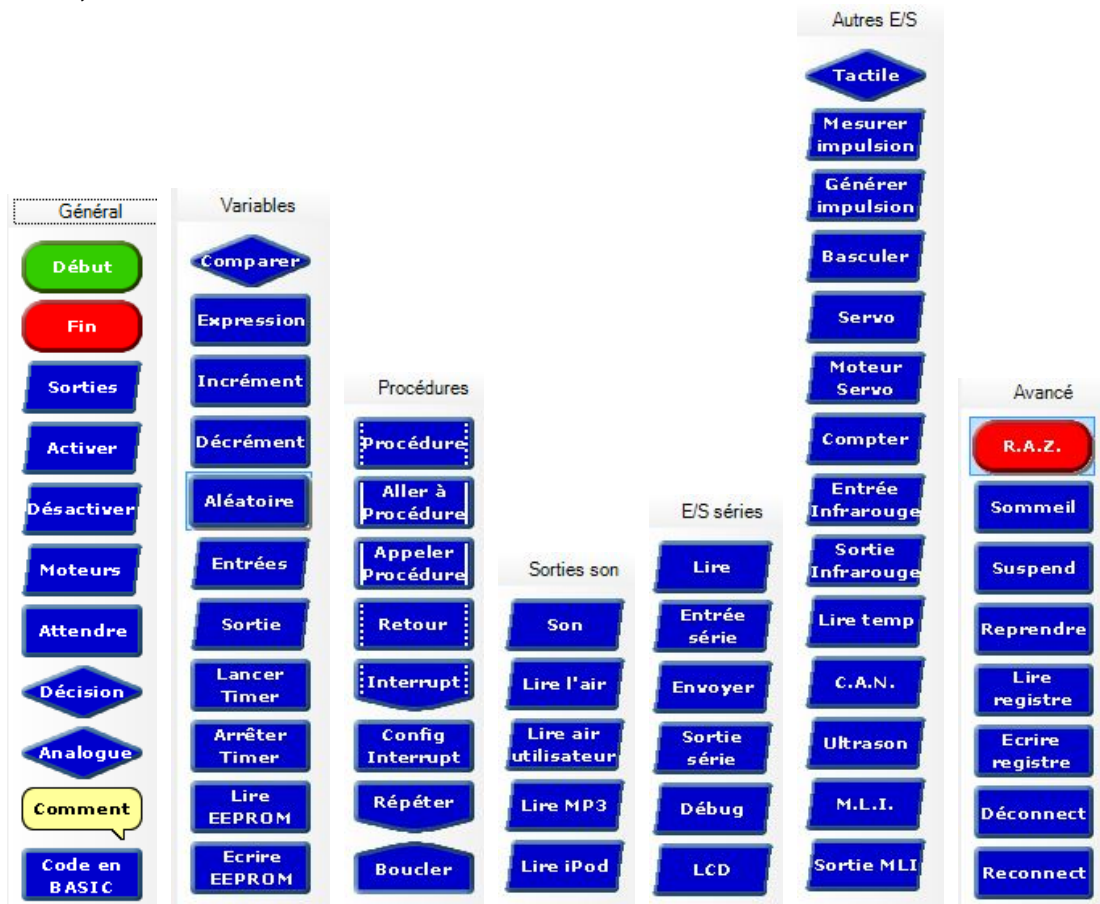 Général
Début
Fin
Sorties
Activer
Désactiver
Moteurs
Attendre
Décision
Analogue
Comment
Code en
BASIC
Variables
Comparer
Expression
Incrément
Décrément
Aléatoire
Entrées
Sortie
Lancer
Timer
Arrêter
Timer
Lire
EEPROM
Ecrire
EEPROM
Procédures
Procédure
Aller à
Procédure
Appeler
Procédure
Retour
Interrupt
Config
Interrupt
Répéter
Boucler
Sorties son
Son
Lire l'air
Lire air
utilisateur
Lire MP3
Lire iPod
E/S séries
Lire
Entrée
série
Envoyer
Sortie
série
Débug
LCD
Autres E/S
Tactile
Mesurer
impulsion
Générer
impulsion
Basculer
Servo
Moteur
Servo
Compter
Entrée
Infrarouge
Sortie
Infrarouge
Lire temp
C.A.N.
Ultrason
M.L.I.
Sortie MLI
Avancé
R.A.Z.
Sommeil
Suspend
Reprendre
Lire
registre
Ecrire
registre
Déconnect
Reconnect